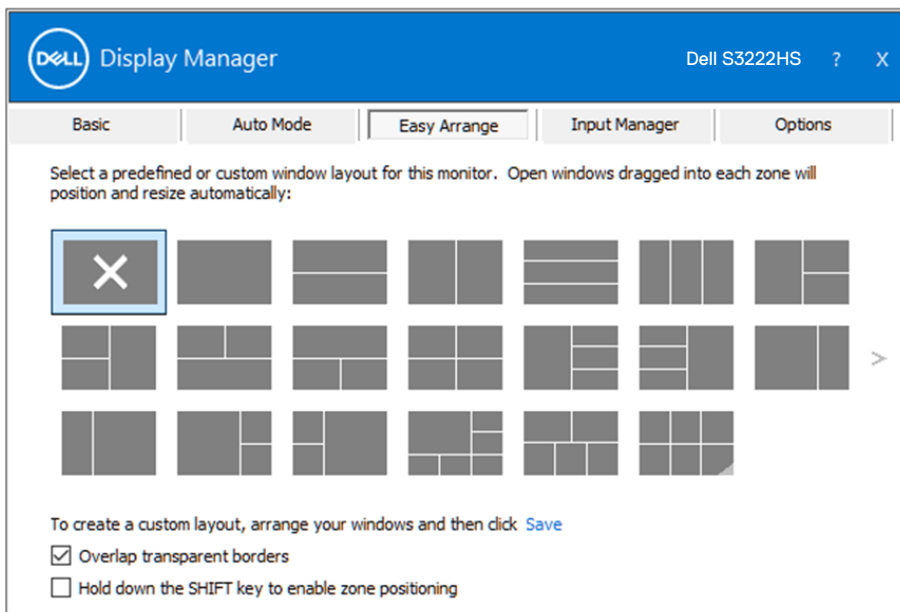 DELL Display Manager Dell S3222HS ? X
Basic Auto Mode Easy Arrange Input Manager Options
Select a predefined or custom window layout for this monitor. Open windows dragged into each zone will
position and resize automatically:
>
To create a custom layout, arrange your windows and then click Save
Overlap transparent borders
Hold down the SHIFT key to enable zone positioning